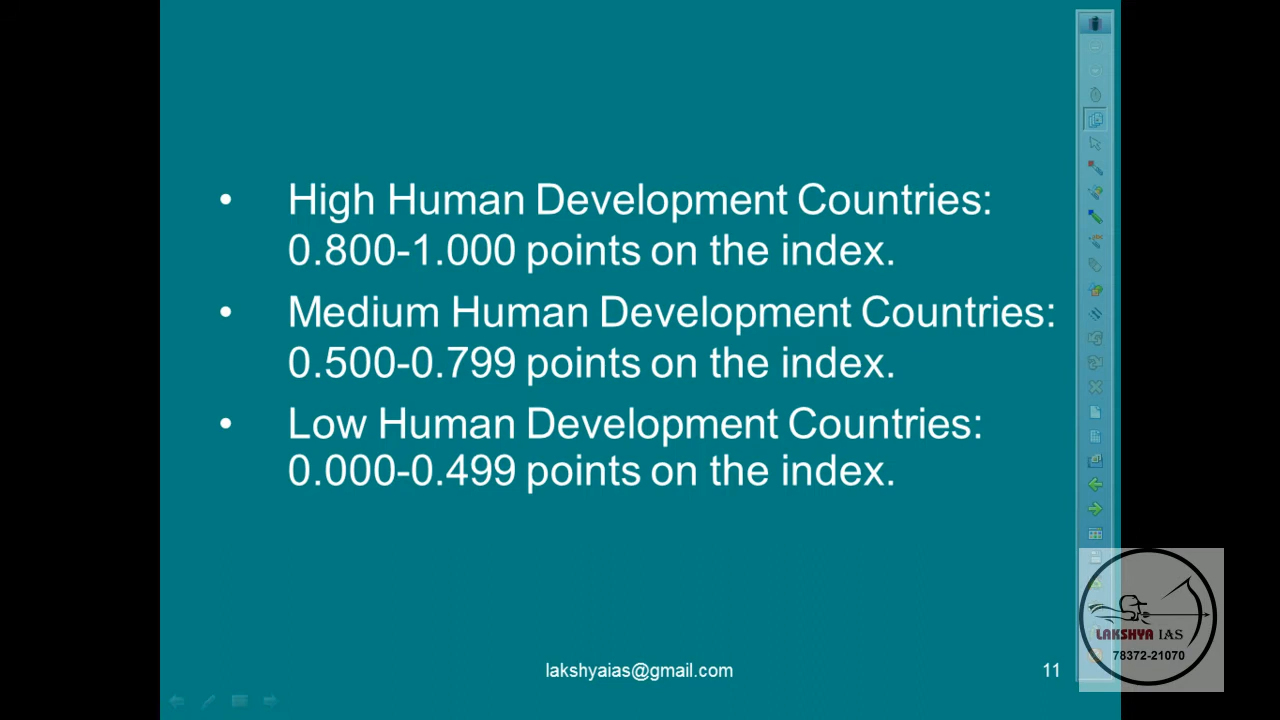 • High Human Development Countries:
0.800-1.000 points on the index.
• Medium Human Development Countries:
0.500-0.799 points on the index.
• Low Human Development Countries:
0.000-0.499 points on the index.
lakshyaias@gmail.com
11
LAKSHYA IAS
78372-21070